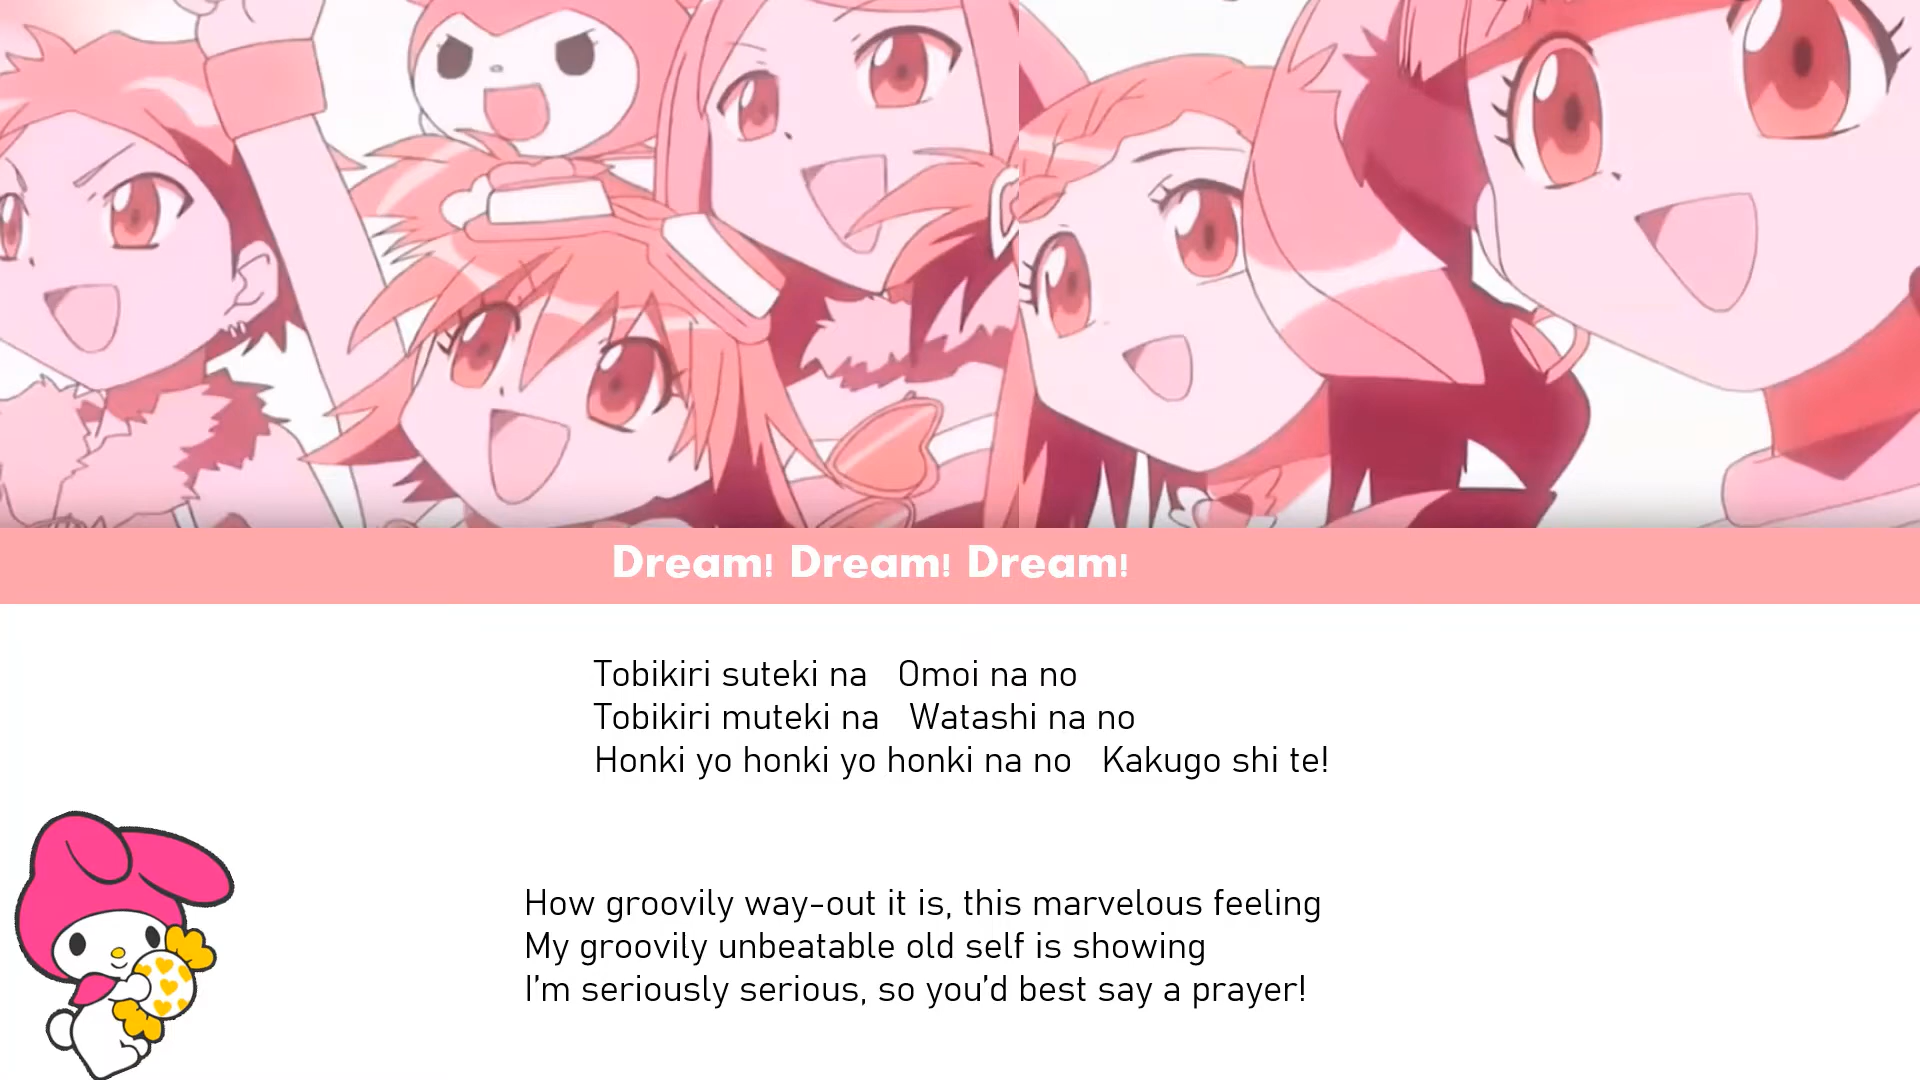 Dream! Dream! Dream!
Tobikiri suteki na Omoi na no
Tobikiri muteki na Watashi na no
Honki yo honki yo honki na no Kakugo shi te!
How groovily way-out it is, this marvelous feeling
My groovily unbeatable old self is showing
I'm seriously serious, so you'd best say a prayer!